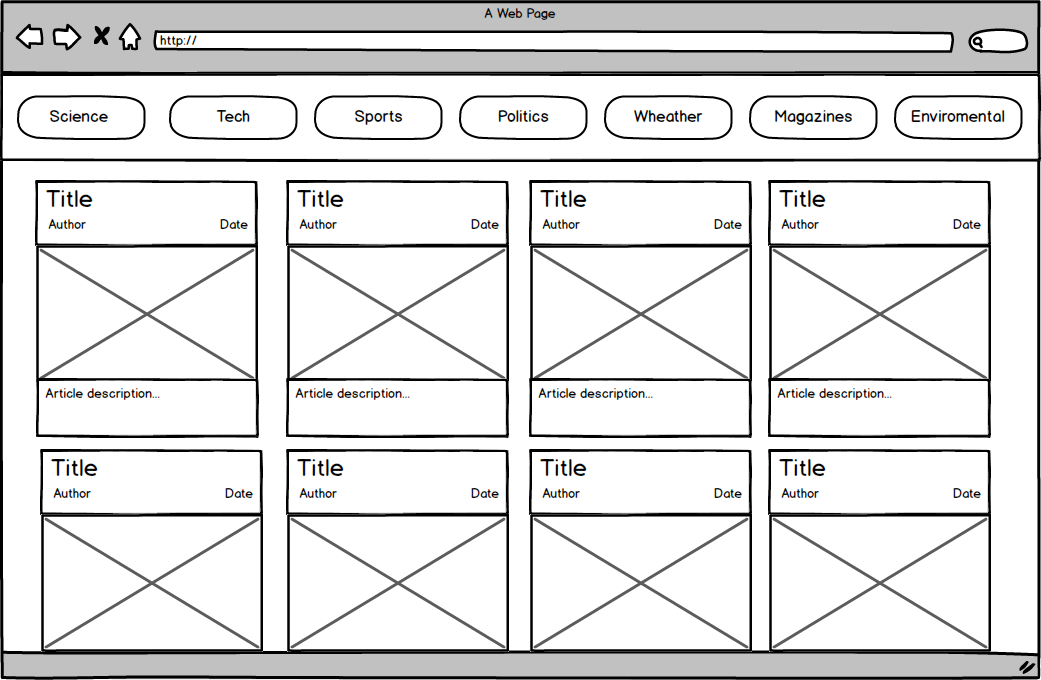 A Web Page
http://
Science Tech Sports Politics Wheather Magazines Enviromental
Title Title Title Title
Author Date Author Date Author Date Author Date
Article description... Article description... Article description... Article description...
Title Title Title Title
Author Date Author Date Author Date Author Date